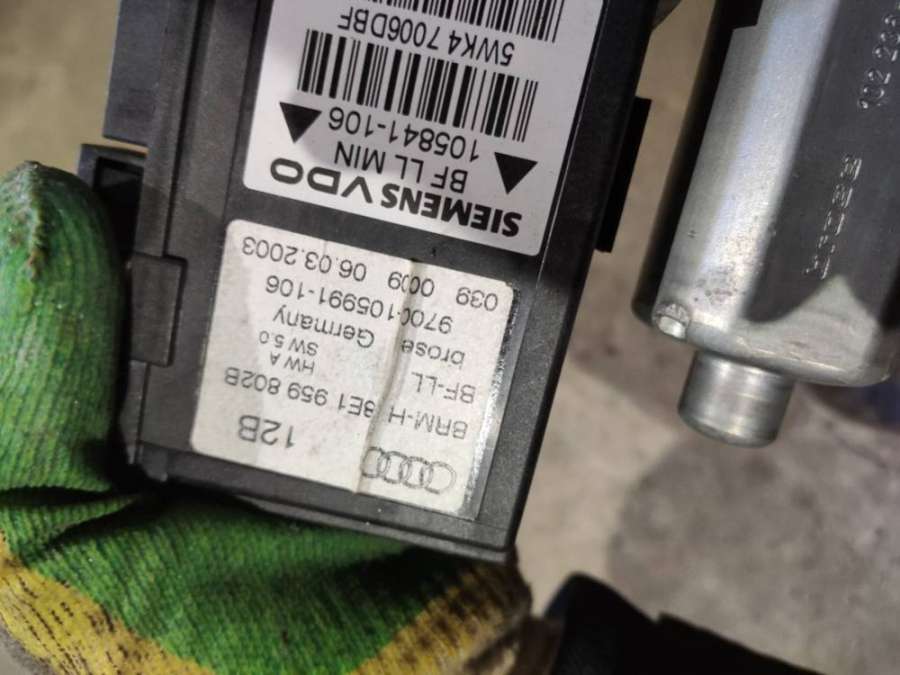 12B
BRM-H 8E1 959 802B
BF-LL HW A
SW 5.0
brose Germany
105991-106
039 0009 06.03.2003
SIEMENS VDO
BF LL MIN
105841-106
5WK4 7006DBF
brose